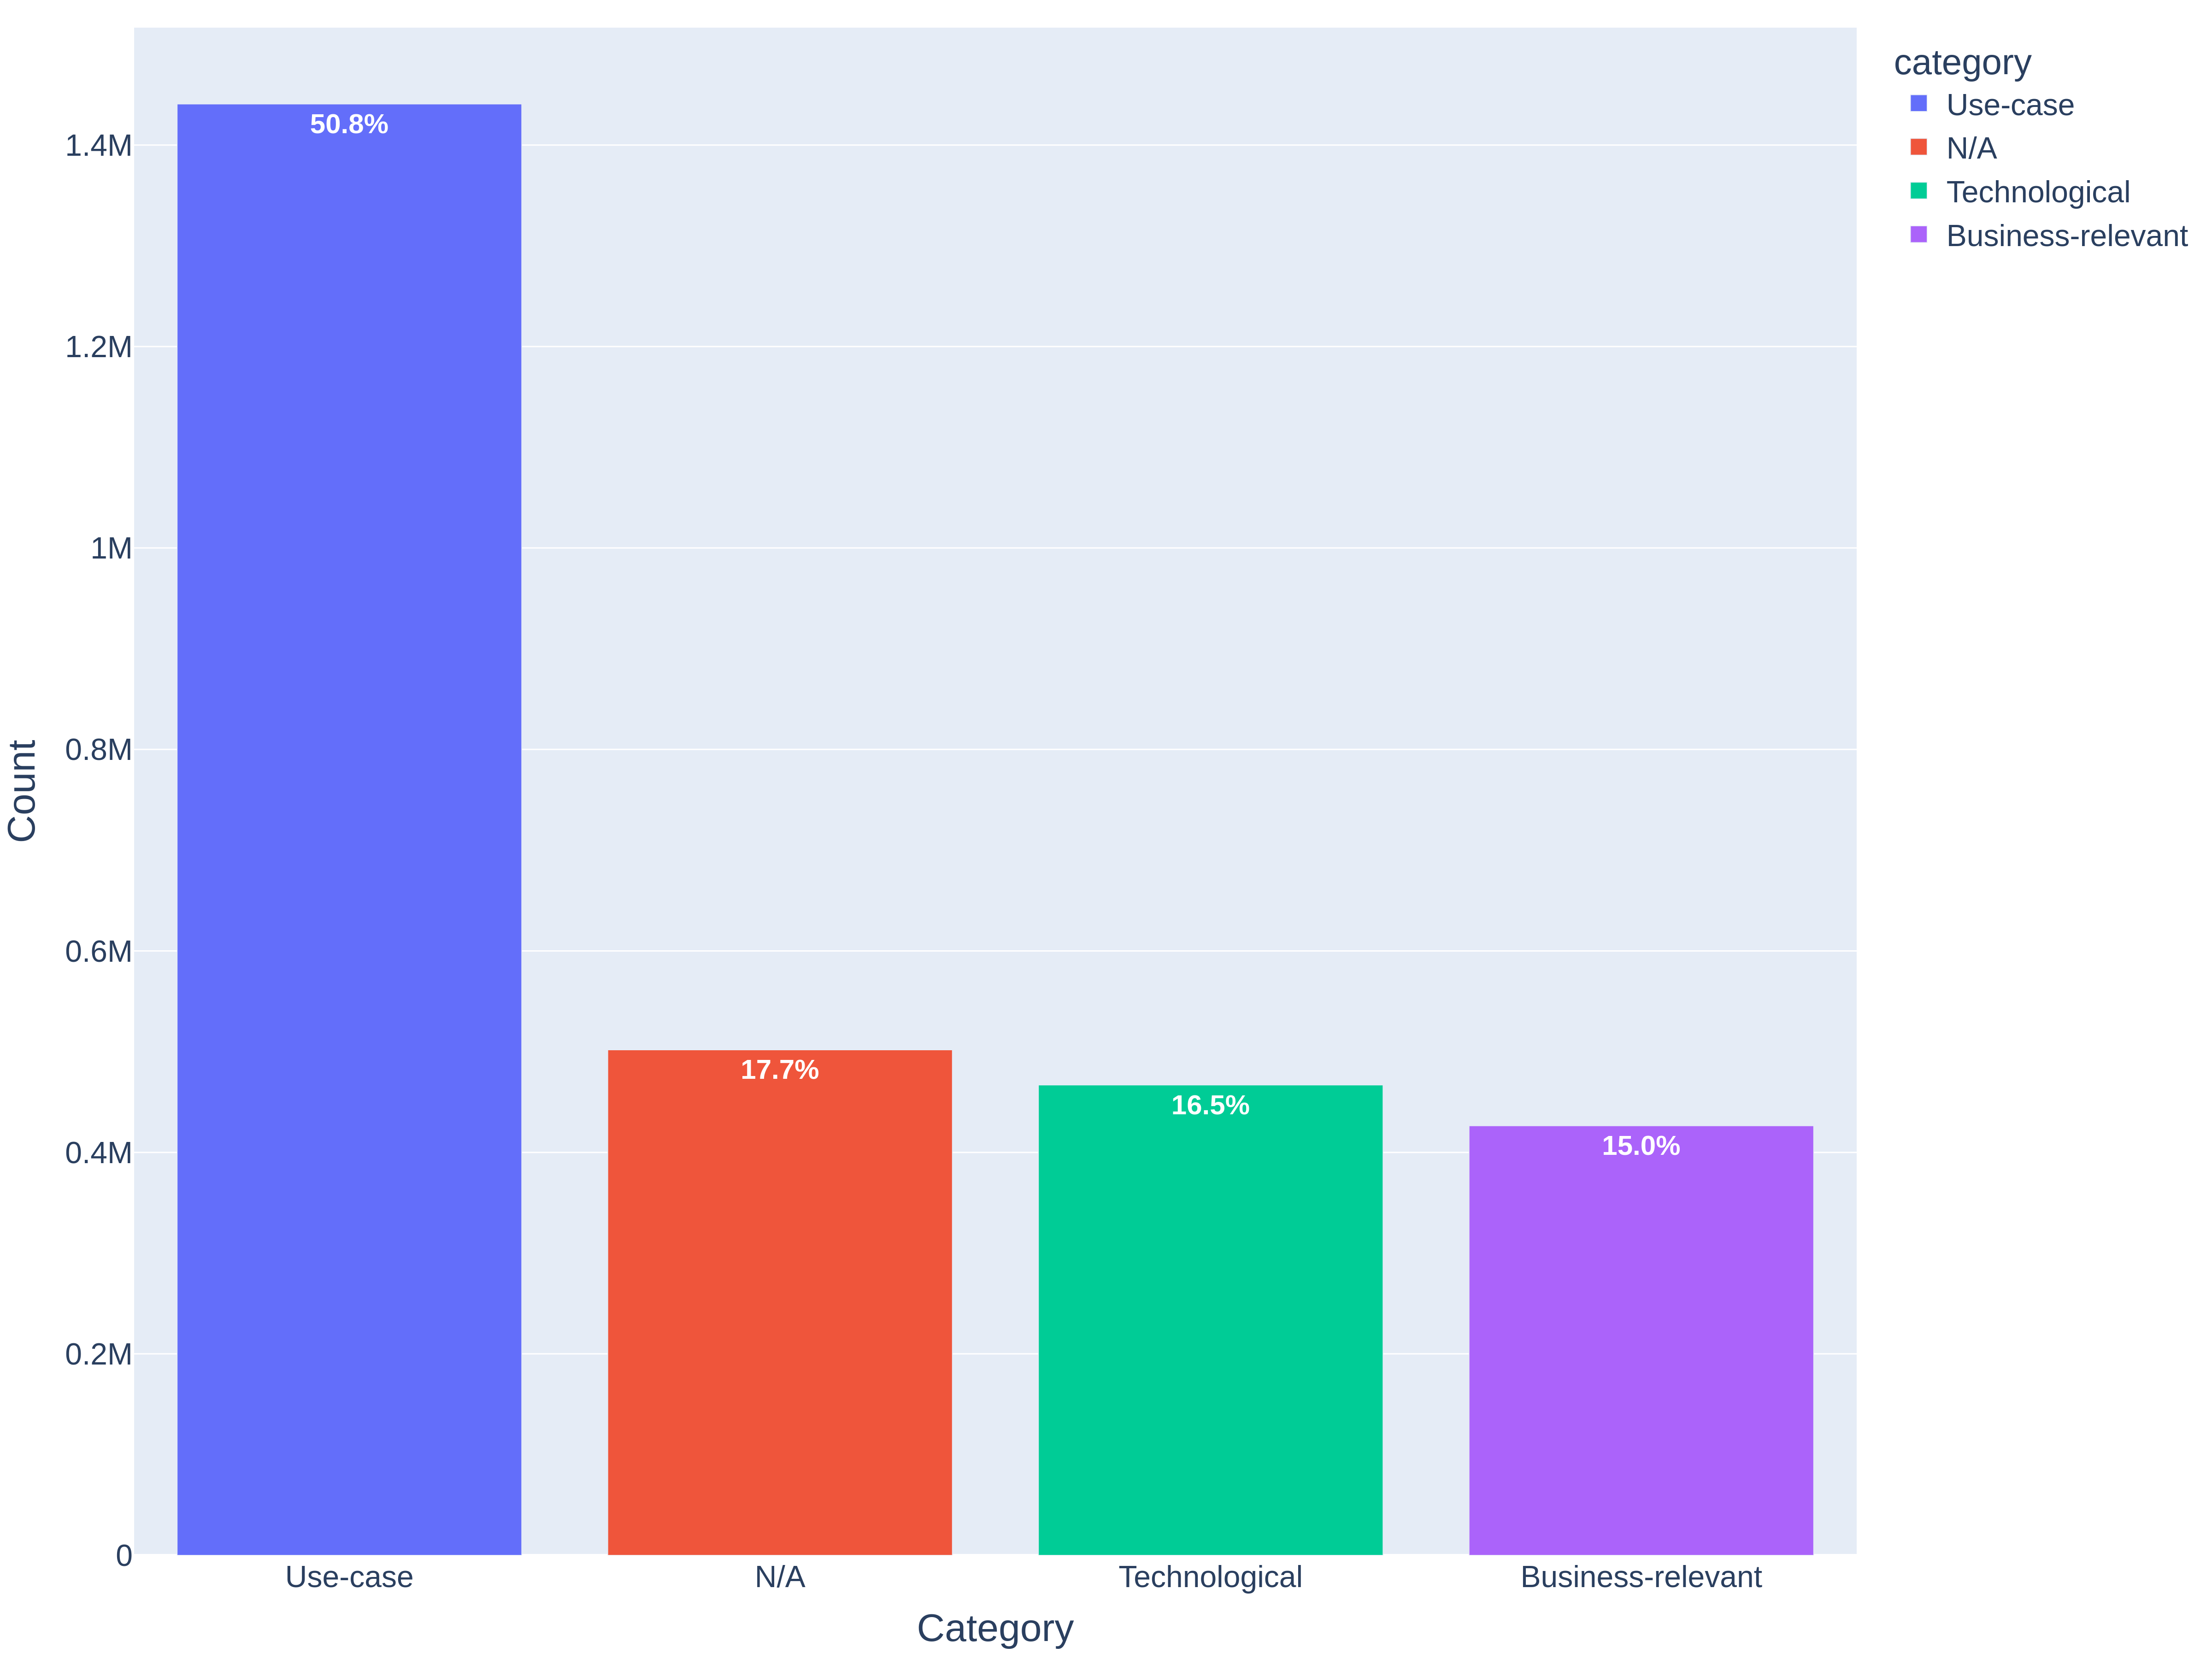 category
Use-case
N/A
Technological
Business-relevant
50.8%
17.7%
16.5%
15.0%
1.4M
1.2M
1M
0.8M
0.6M
0.4M
0.2M
0
Count
Use-case
N/A
Technological
Business-relevant
Category